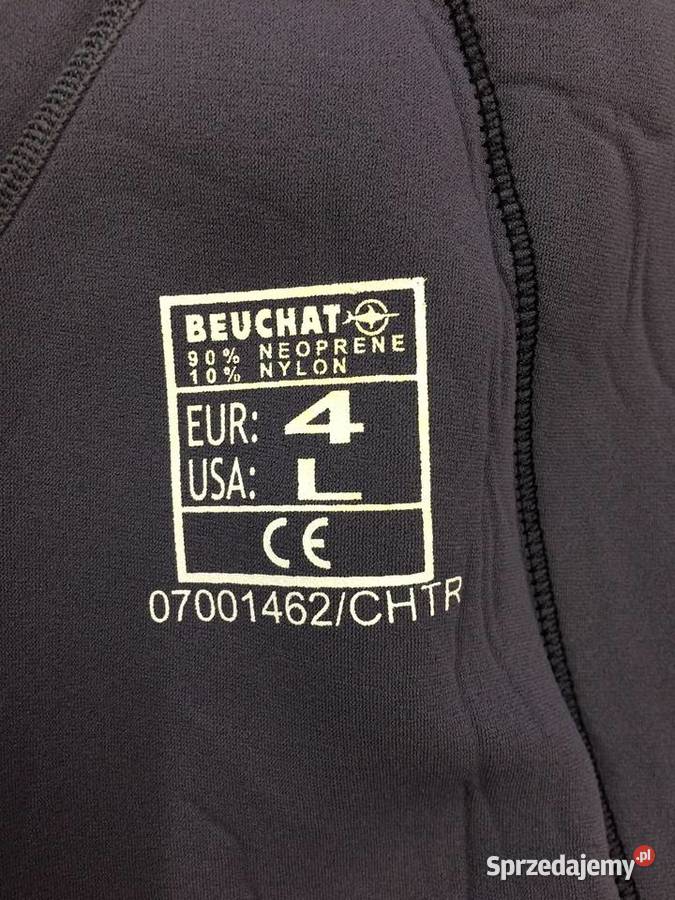 BEUCHAT
90% NEOPRENE
10% NYLON
EUR: 4
USA: L
CE
07001462/CHTR
Sprzedajemy.pl